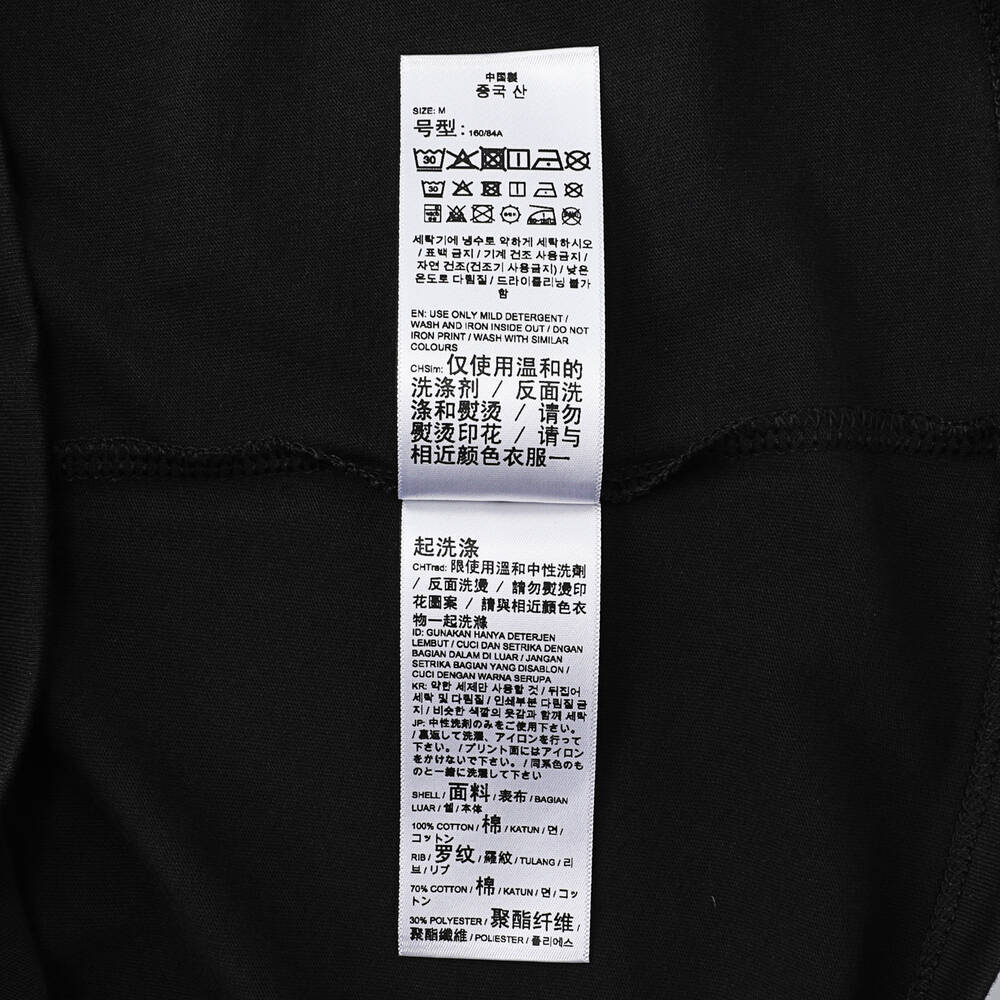 中国製
중국 산
SIZE: M
号型: 160/84A
30
30
세탁기에 냉수로 약하게 세탁하시오
/ 표백 금지 / 기계 건조 사용금지 /
자연 건조(건조기 사용금지) / 낮은
온도로 다림질 / 드라이클리닝 불가
함
EN: USE ONLY MILD DETERGENT /
WASH AND IRON INSIDE OUT / DO NOT
IRON PRINT / WASH WITH SIMILAR
COLOURS
CHSim: 仅使用温和的
洗涤剂 / 反面洗
涤和熨烫 / 请勿
熨烫印花 / 请与
相近颜色衣服一
起洗涤
CHTrad: 限使用溫和中性洗劑
/ 反面洗燙 / 請勿熨燙印
花圖案 / 請與相近顏色衣
物一起洗滌
ID: GUNAKAN HANYA DETERJEN
LEMBUT / CUCI DAN SETRIKA DENGAN
BAGIAN DALAM DI LUAR / JANGAN
SETRIKA BAGIAN YANG DISABLON /
CUCI DENGAN WARNA SERUPA
KR: 약한 세제만 사용할 것 / 뒤집어
세탁 및 다림질 / 인쇄부분 다림질 금
지 / 비슷한 색깔의 옷감과 함께 세탁
JP: 中性洗剤のみをご使用下さい。
/ 裏返して洗濯、アイロンを行って
下さい。 / プリント面にはアイロン
をかけないで下さい。 / 同系色のも
のと一緒に洗濯して下さい
SHELL / 面料 / 表布 / BAGIAN
LUAR / 쉘 / 本体
100% COTTON / 棉 / KATUN / 면 /
コットン
RIB / 罗纹 / 羅紋 / TULANG / 리
브 / リブ
70% COTTON / 棉 / KATUN / 면 / コッ
トン
30% POLYESTER / 聚酯纤维 /
聚酯纖維 / POLIESTER / 폴리에스